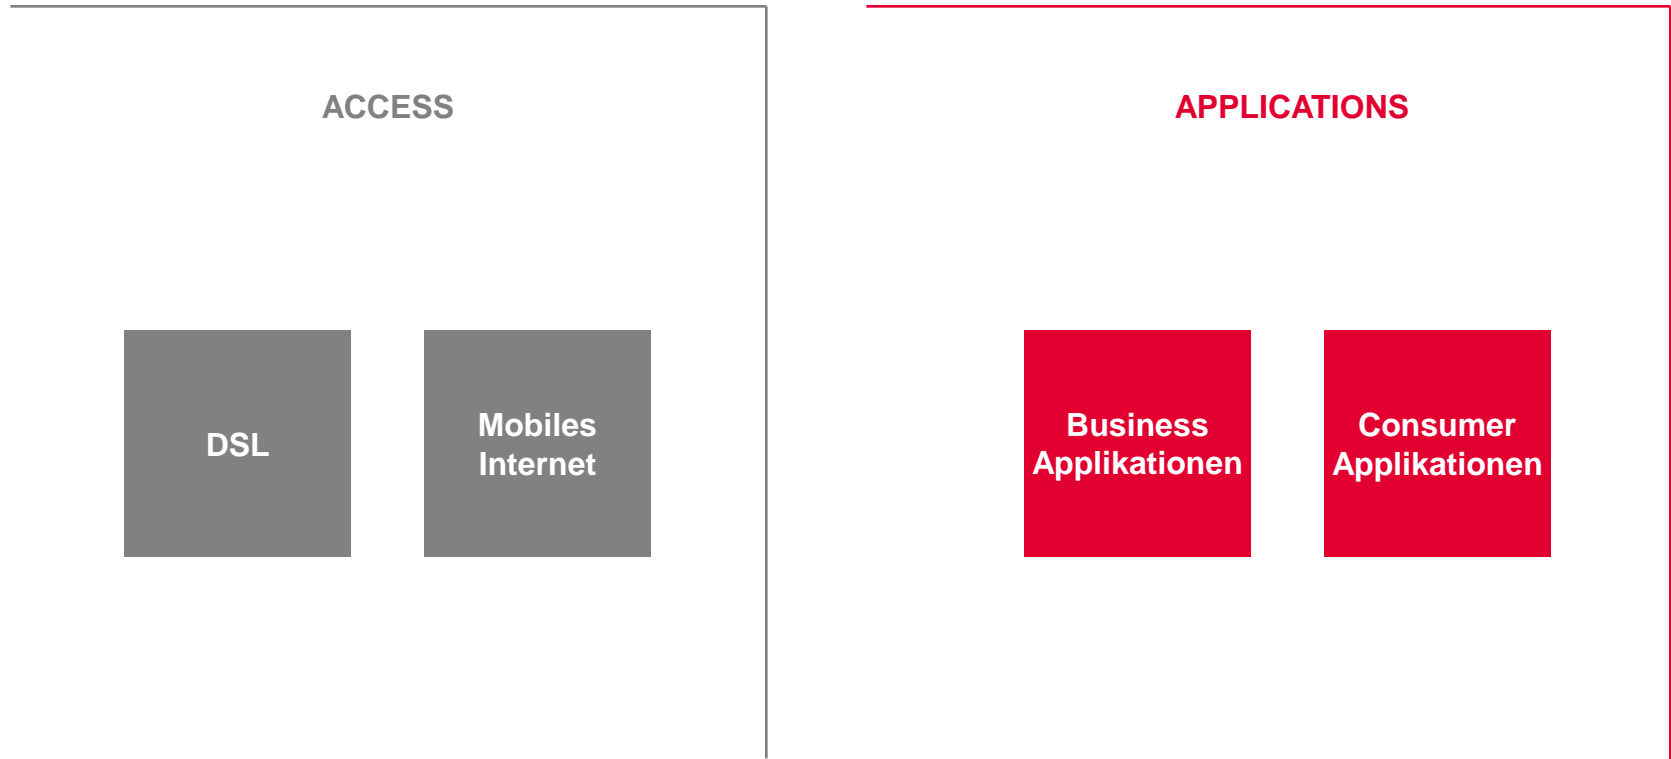 ACCESS
APPLICATIONS
DSL
Mobiles
Internet
Business
Applikationen
Consumer
Applikationen